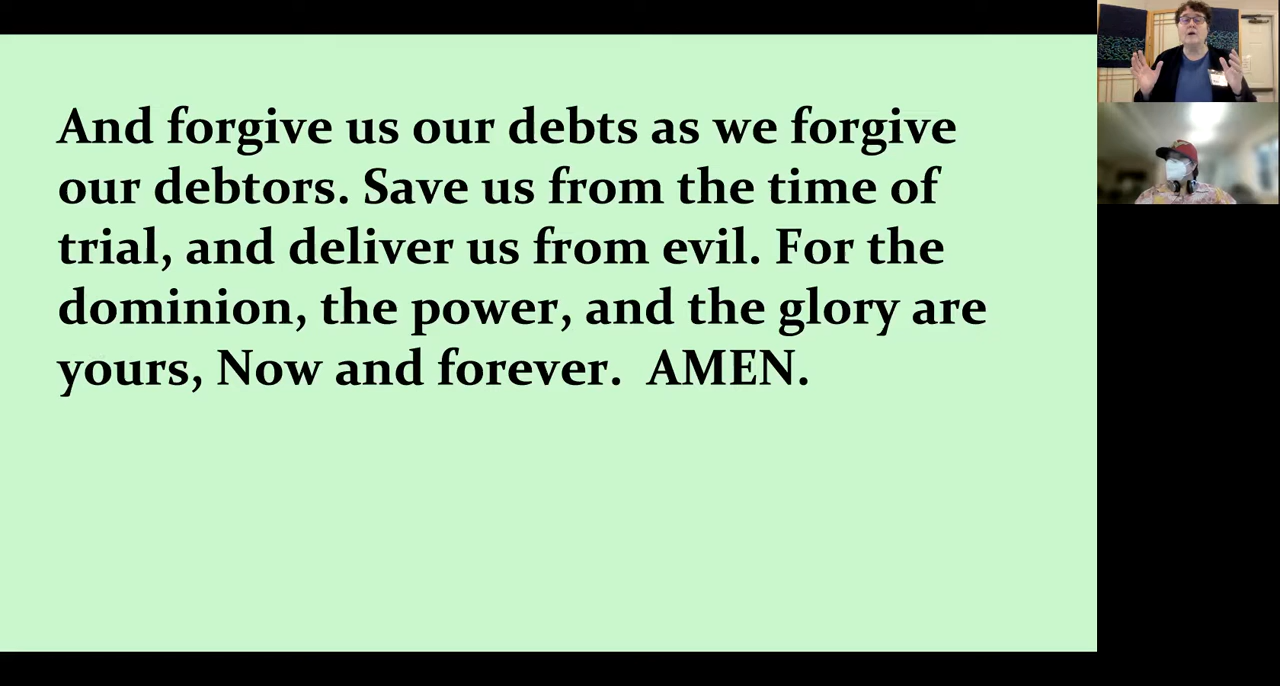 And forgive us our debts as we forgive
our debtors. Save us from the time of
trial, and deliver us from evil. For the
dominion, the power, and the glory are
yours, Now and forever.  AMEN.